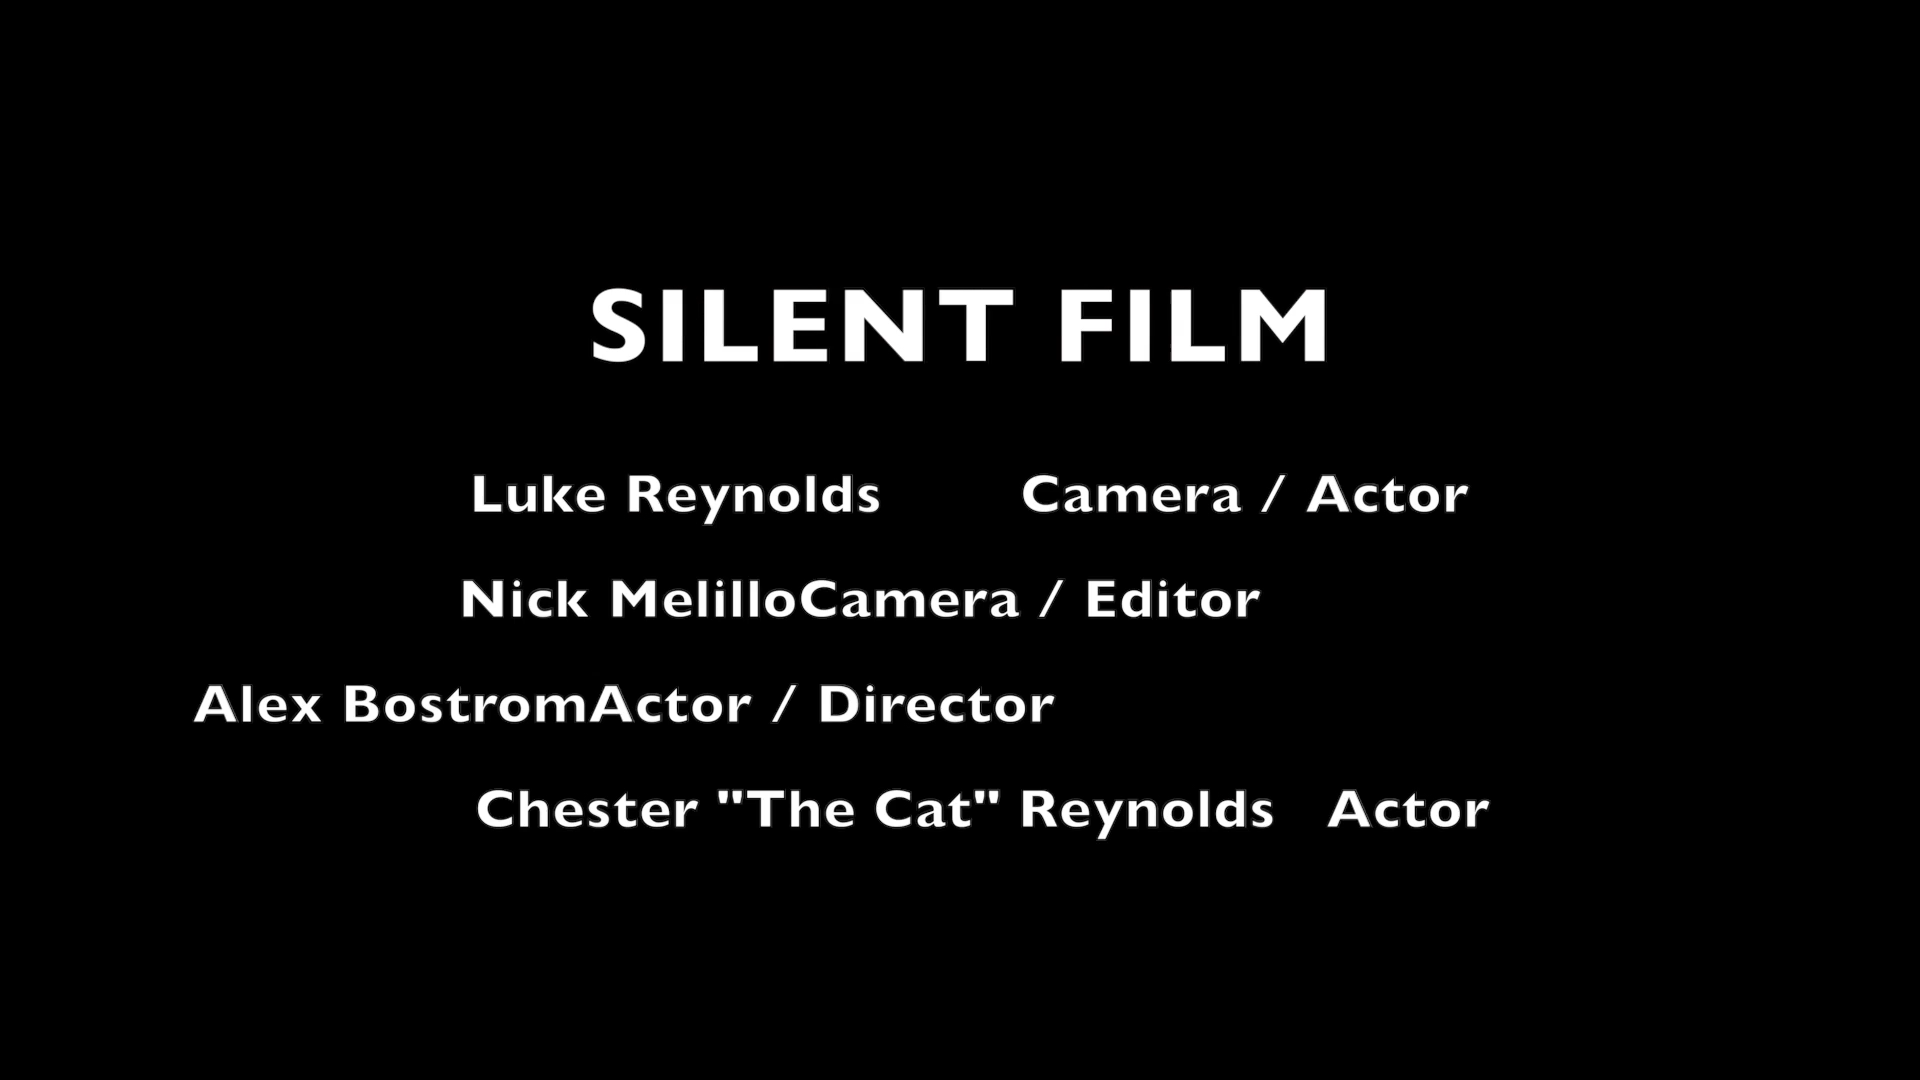 SILENT FILM
Luke Reynolds Camera / Actor
Nick MelilloCamera / Editor
Alex BostromActor / Director
Chester "The Cat" Reynolds Actor